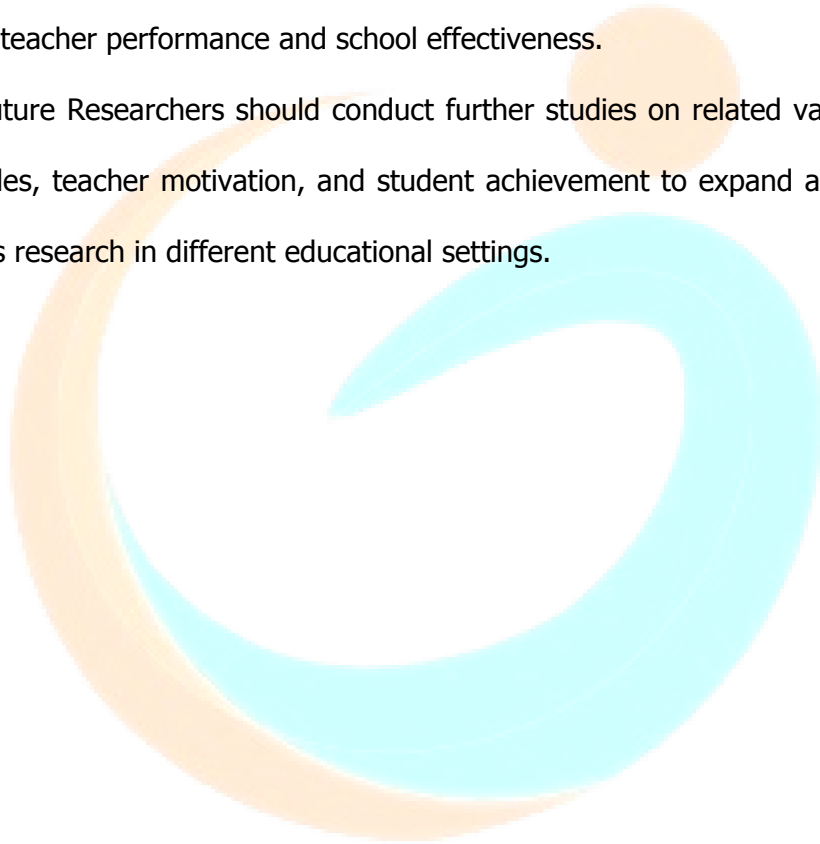 teacher performance and school effectiveness.
uture Researchers should conduct further studies on related va
les, teacher motivation, and student achievement to expand a
s research in different educational settings.